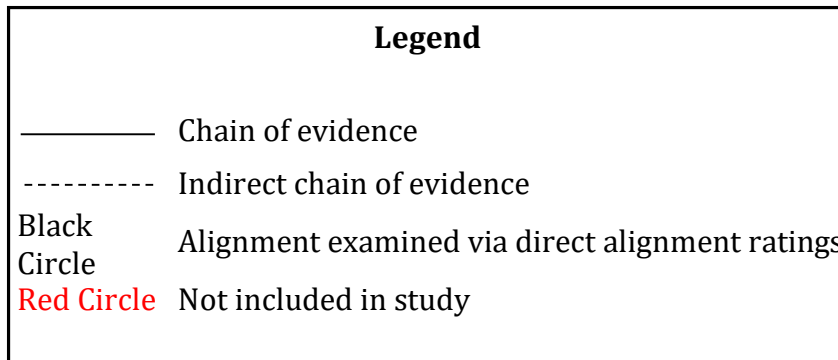 Legend
Chain of evidence
Indirect chain of evidence
Black
Circle
Alignment examined via direct alignment ratings
Red Circle Not included in study